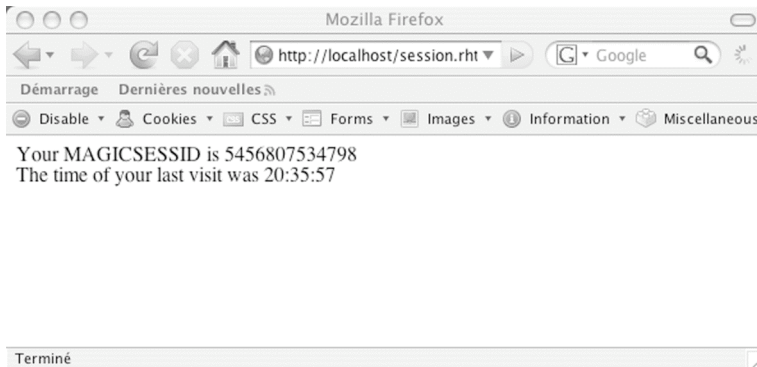 Mozilla Firefox
http://localhost/session.rht G Google
Démarrage Dernières nouvelles
Disable Cookies CSS Forms Images Information Miscellaneous
Your MAGICSESSID is 5456807534798
The time of your last visit was 20:35:57
Terminé